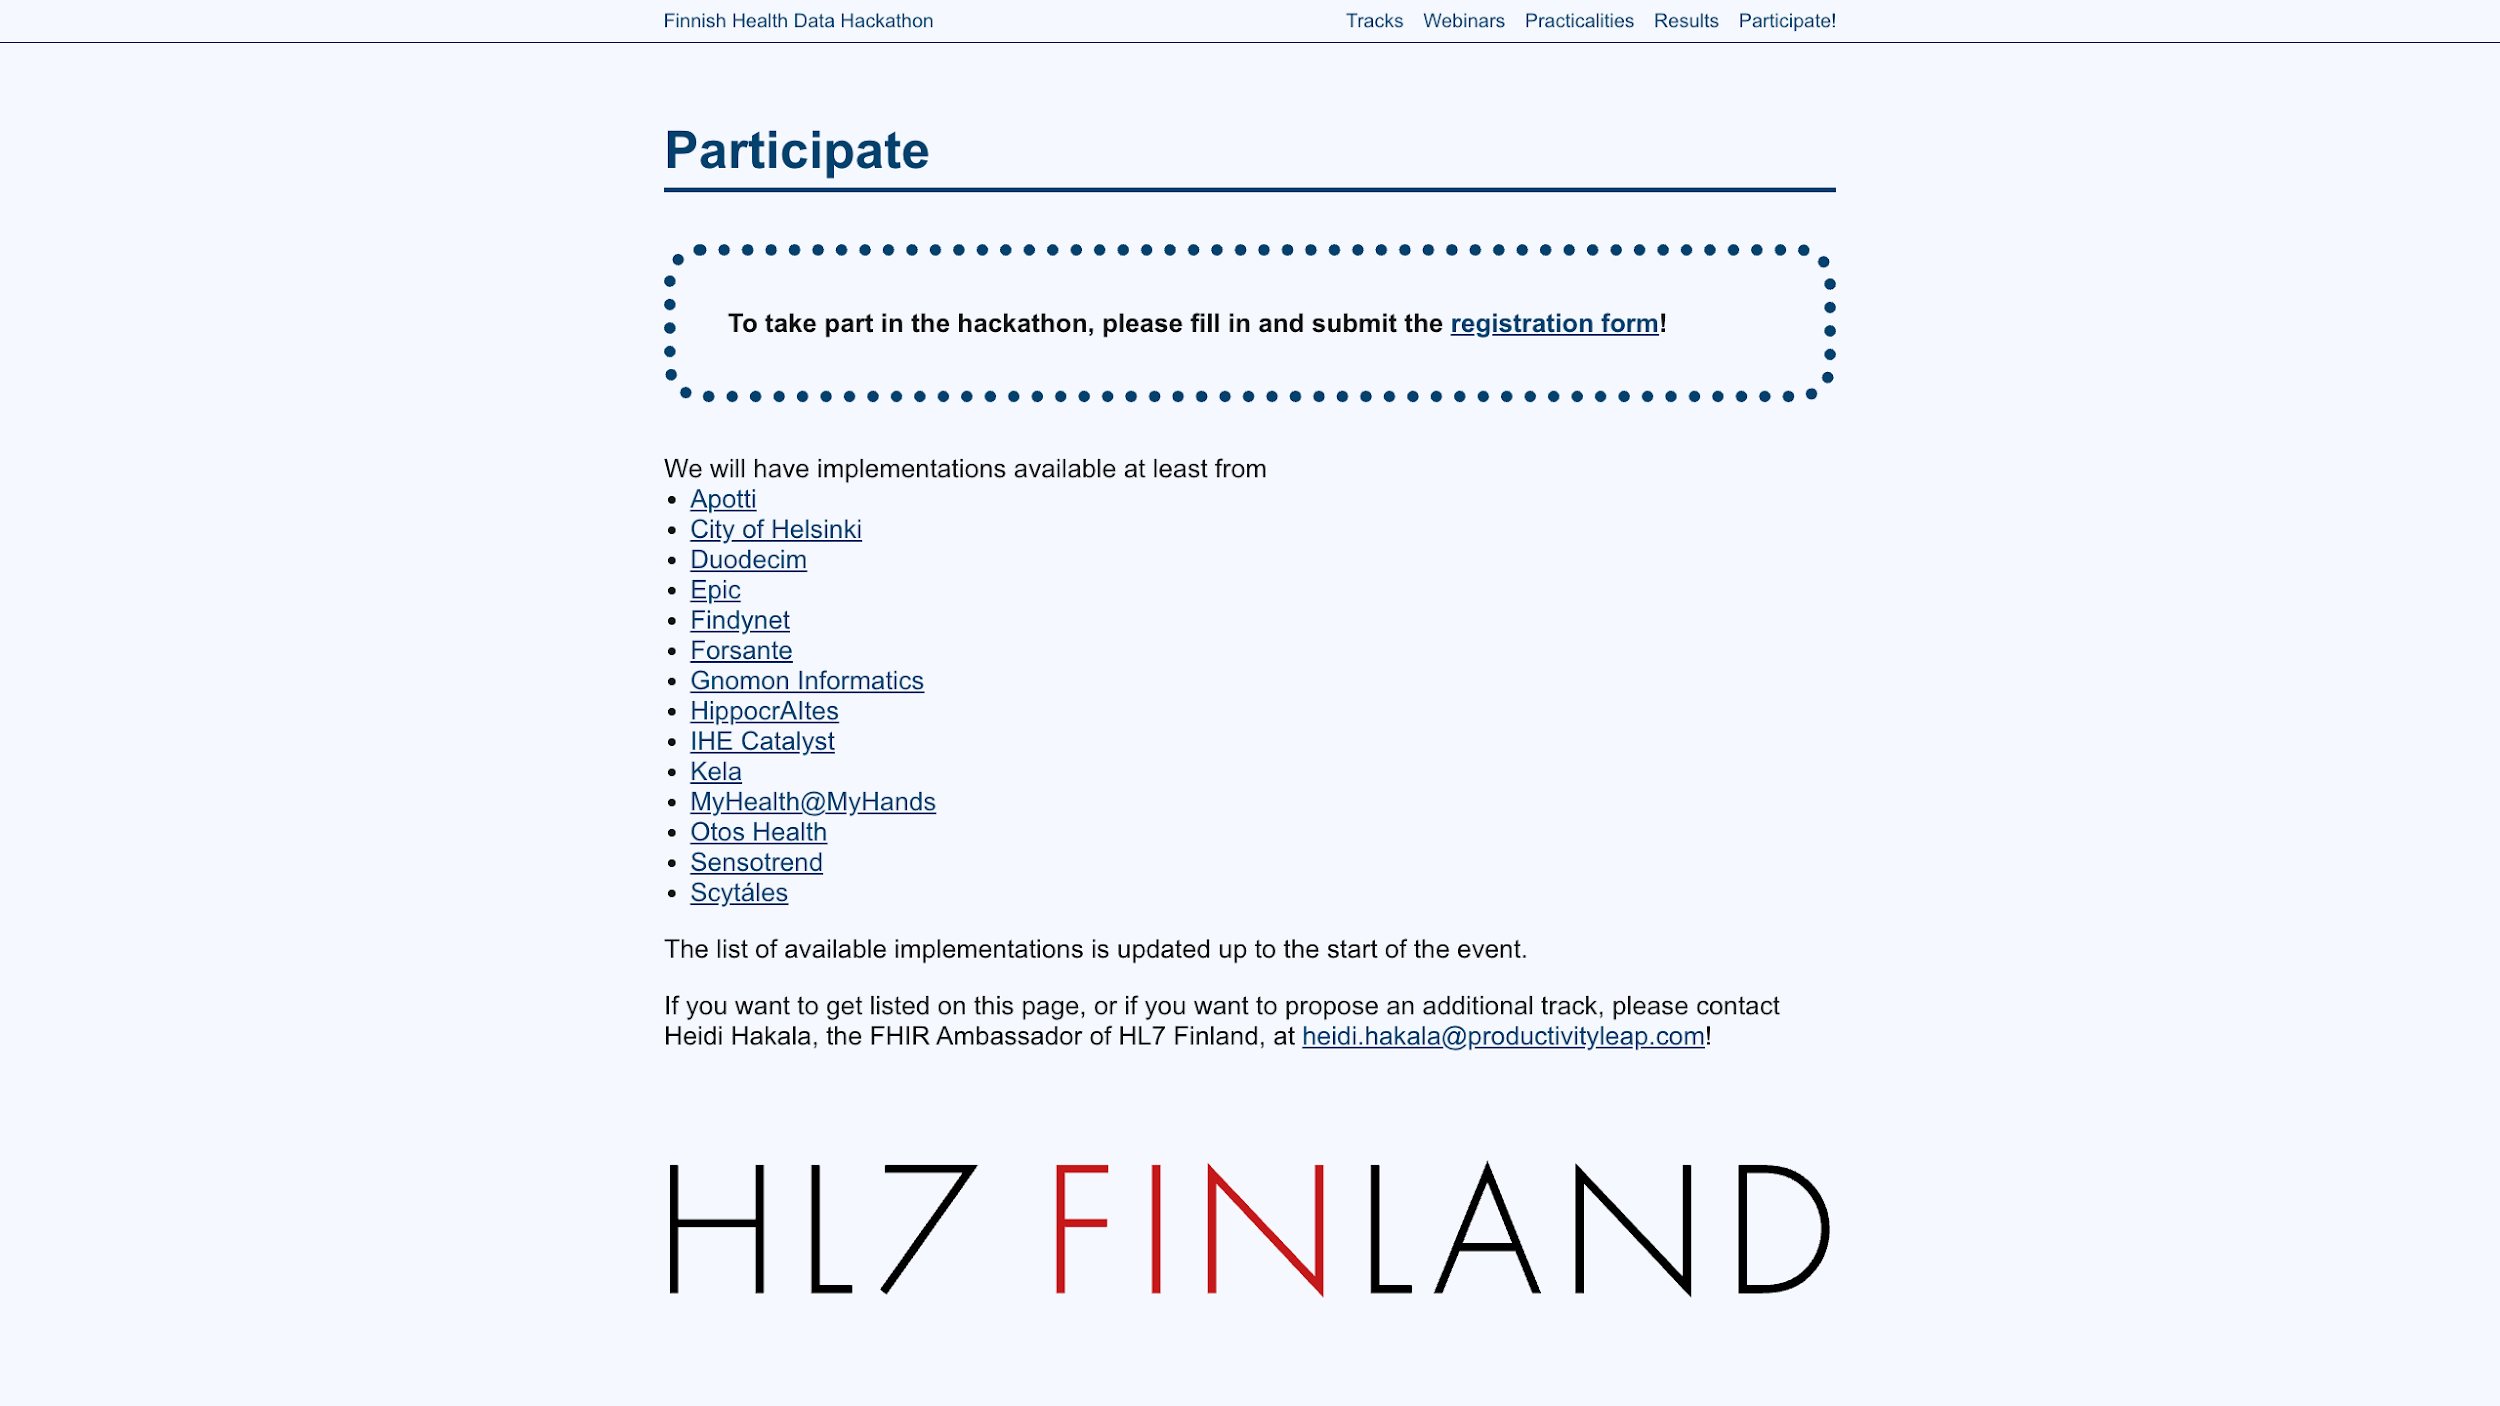 Finnish Health Data Hackathon
Tracks Webinars Practicalities Results Participate!
Participate
To take part in the hackathon, please fill in and submit the registration form!
We will have implementations available at least from
• Apotti
• City of Helsinki
• Duodecim
• Epic
• Findynet
• Forsante
• Gnomon Informatics
• HippocrAItes
• IHE Catalyst
• Kela
• MyHealth@MyHands
• Otos Health
• Sensotrend
• Scytáles
The list of available implementations is updated up to the start of the event.
If you want to get listed on this page, or if you want to propose an additional track, please contact
Heidi Hakala, the FHIR Ambassador of HL7 Finland, at heidi.hakala@productivityleap.com!
HL7 FINLAND